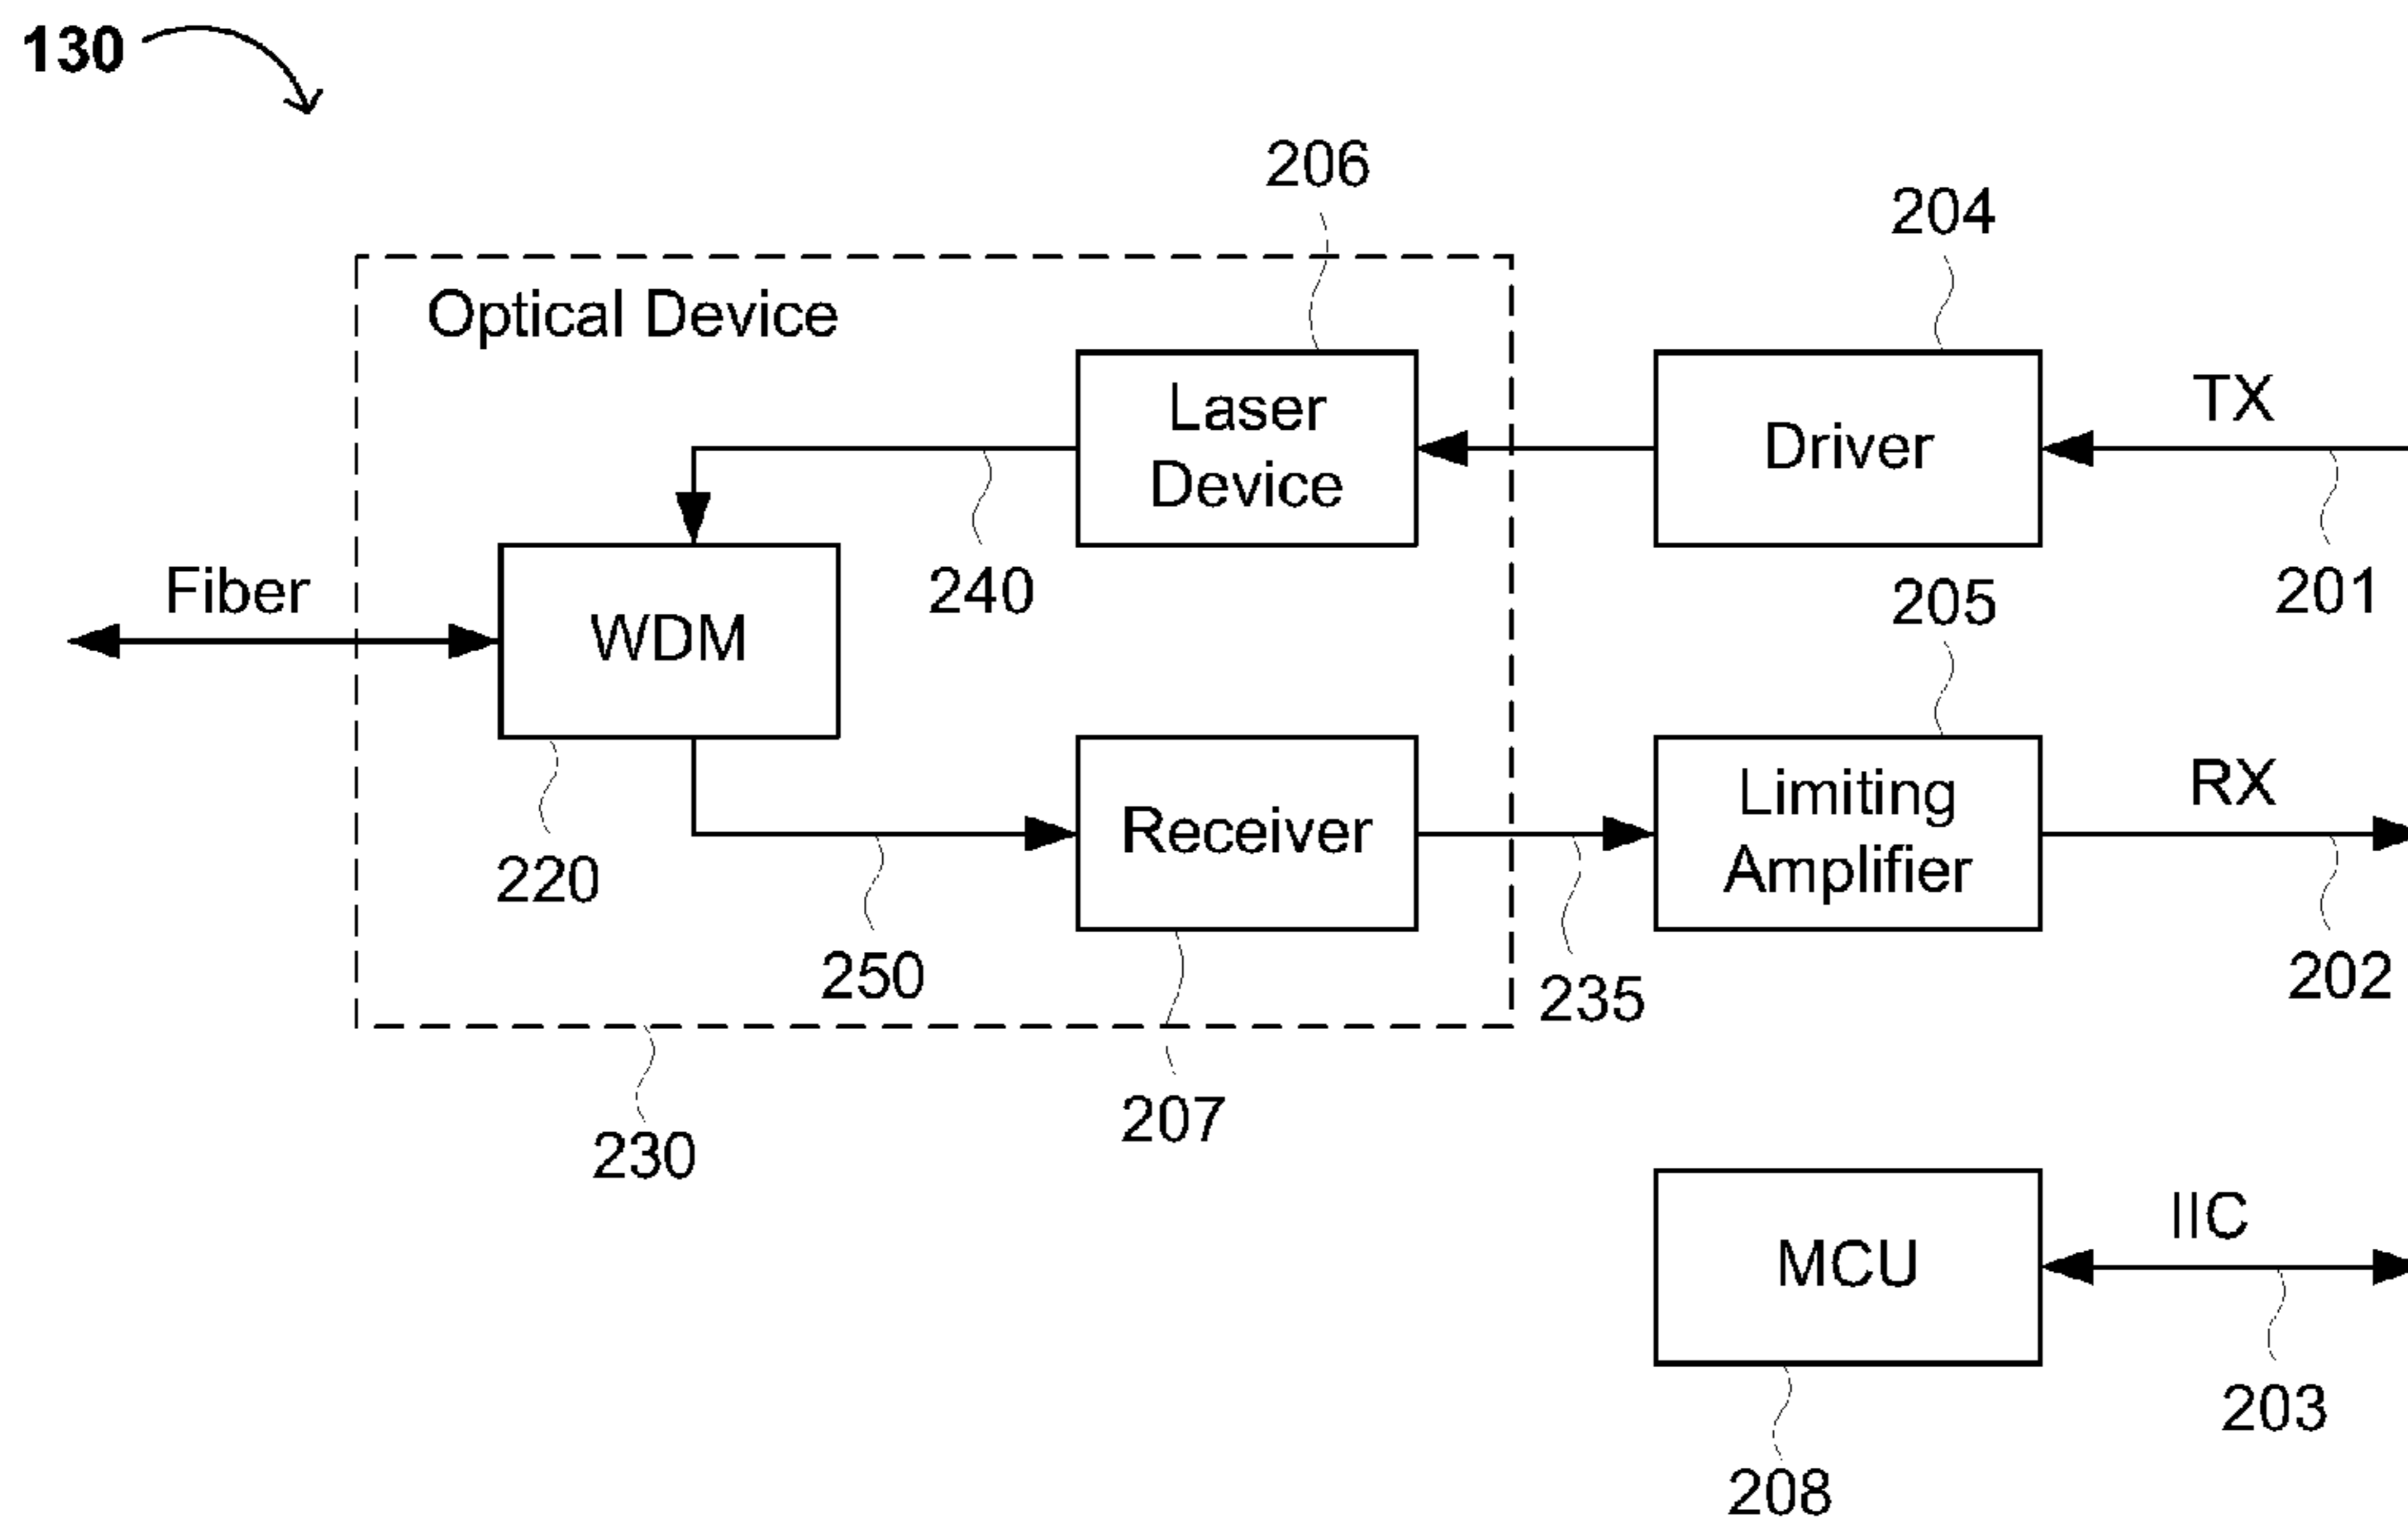 130
206
204
Optical Device
Laser
Device
Driver
TX
240
201
Fiber
205
WDM
Limiting
Amplifier
RX
Receiver
220
250
235
202
207
230
MCU
IIC
203
208